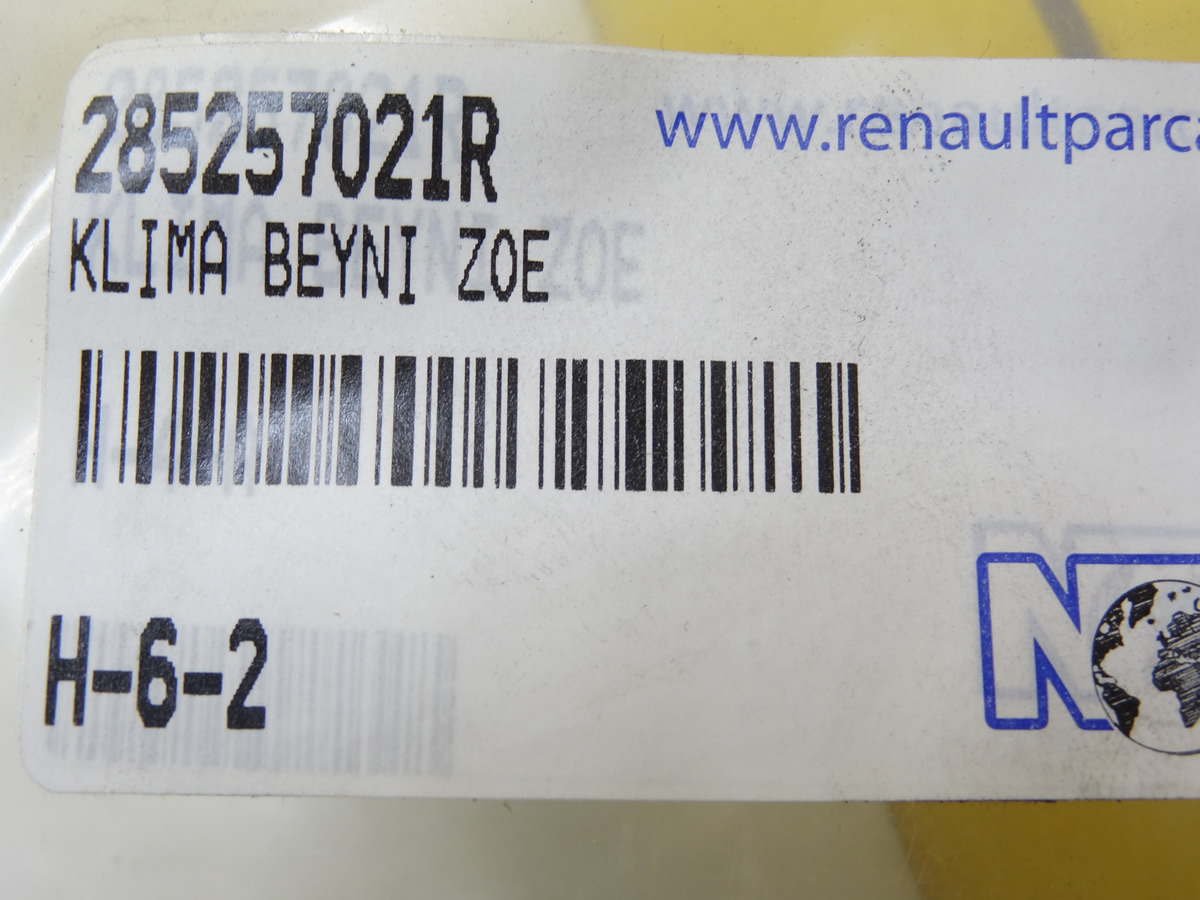 285257021R
www.renaultparca
KLIMA BEYNI ZOE
H-6-2
N